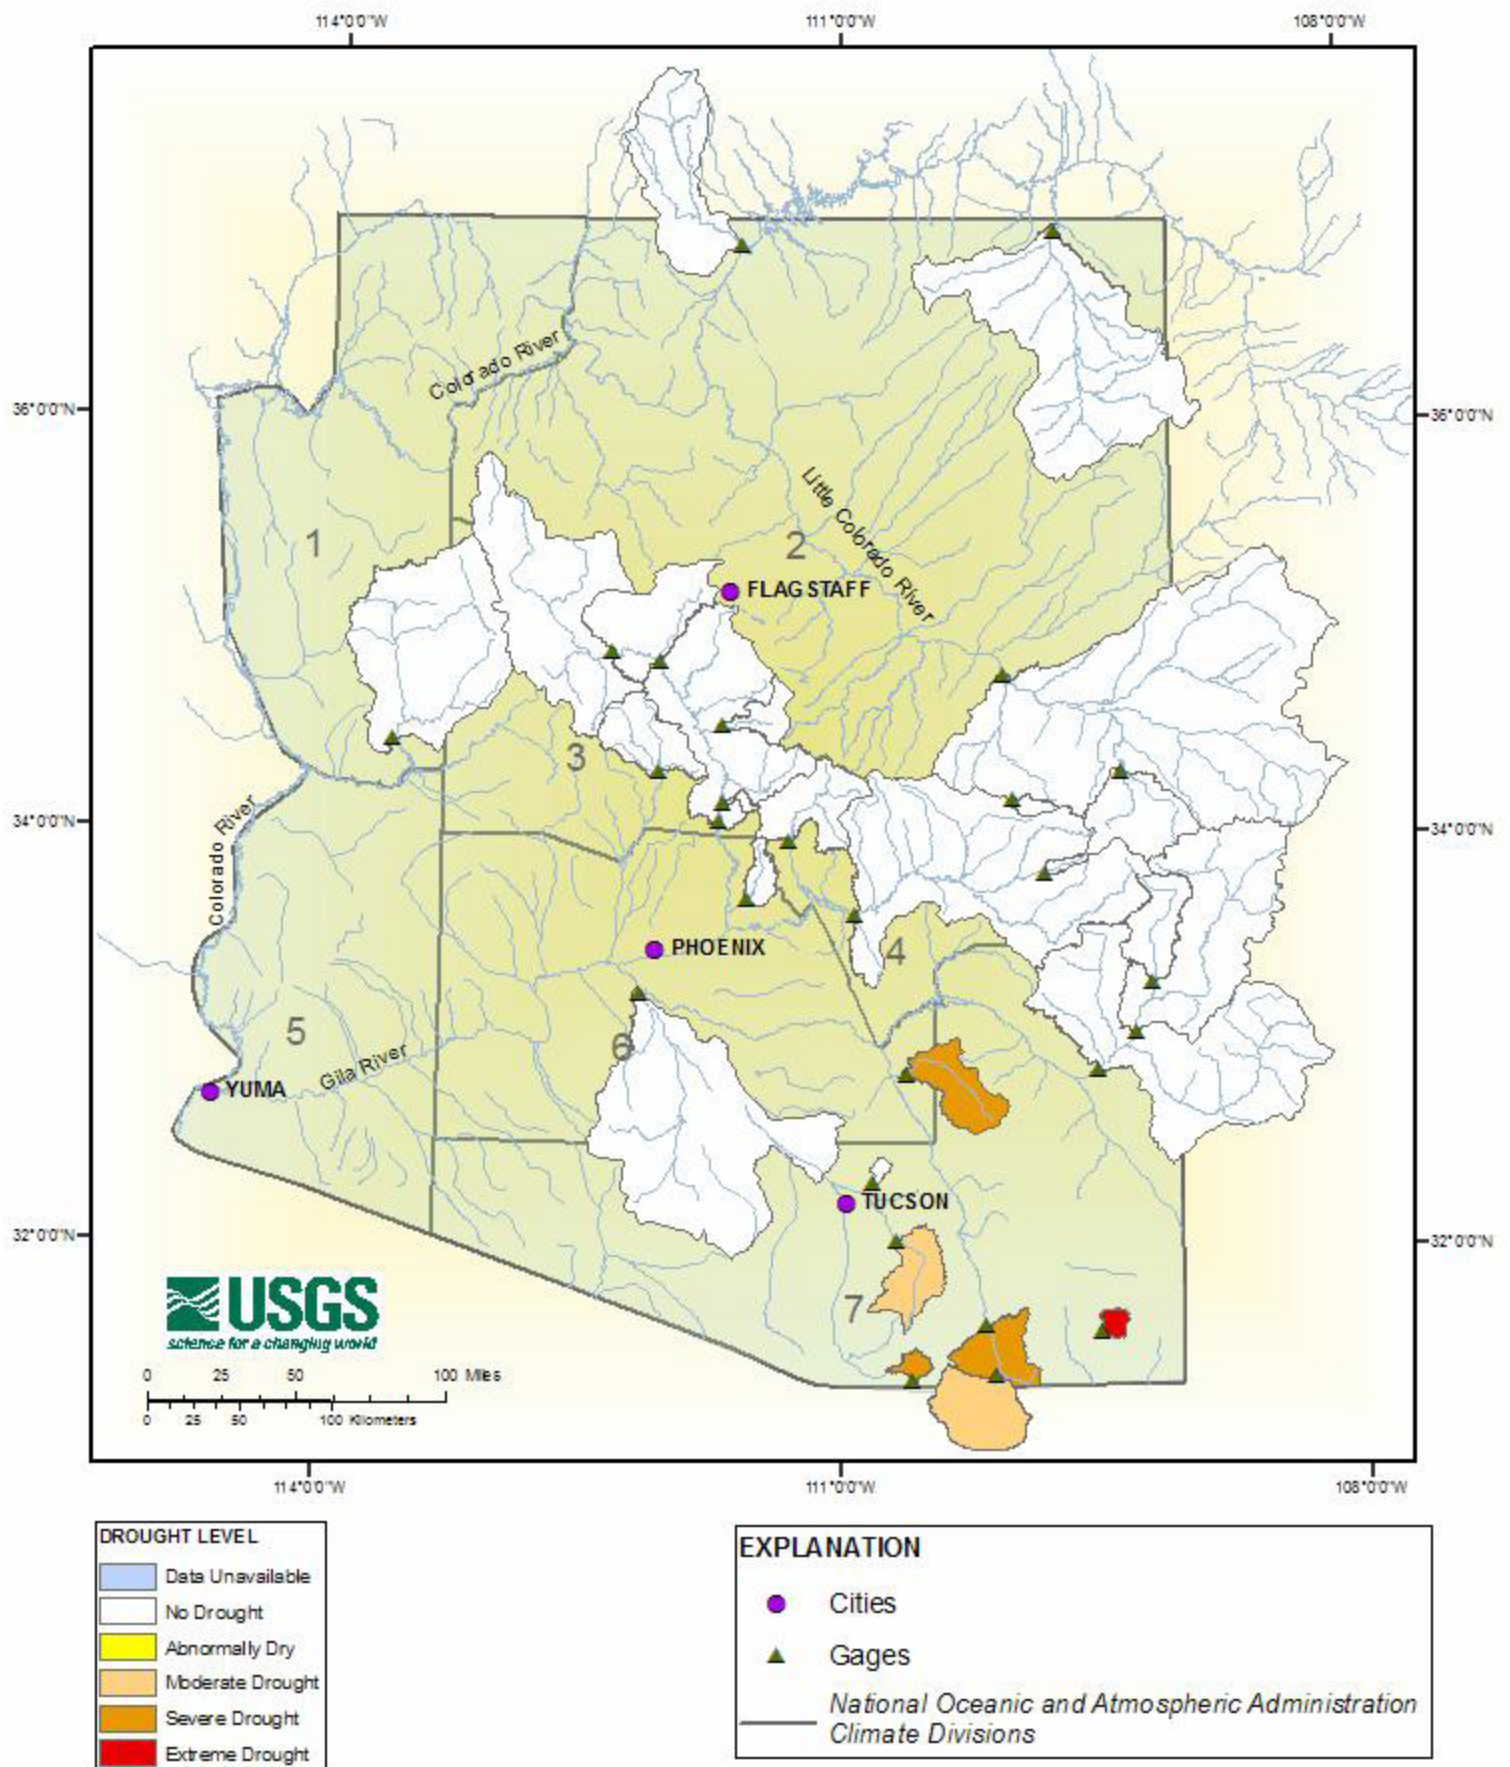 114°0'0"W
111°0'0"W
108°0'0"W
Colorado River
36°0'0"N
36°0'0"N
Little Colorado River
1
2
FLAGSTAFF
3
Colorado River
34°0'0"N
34°0'0"N
PHOENIX
4
5
6
Gila River
YUMA
TUCSON
32°0'0"N
32°0'0"N
7
USGS
science for a changing world
0 25 50 100 Miles
0 25 50 100 Kilometers
114°0'0"W
111°0'0"W
108°0'0"W
DROUGHT LEVEL
Data Unavailable
No Drought
Abnormally Dry
Moderate Drought
Severe Drought
Extreme Drought
EXPLANATION
Cities
Gages
National Oceanic and Atmospheric Administration
Climate Divisions